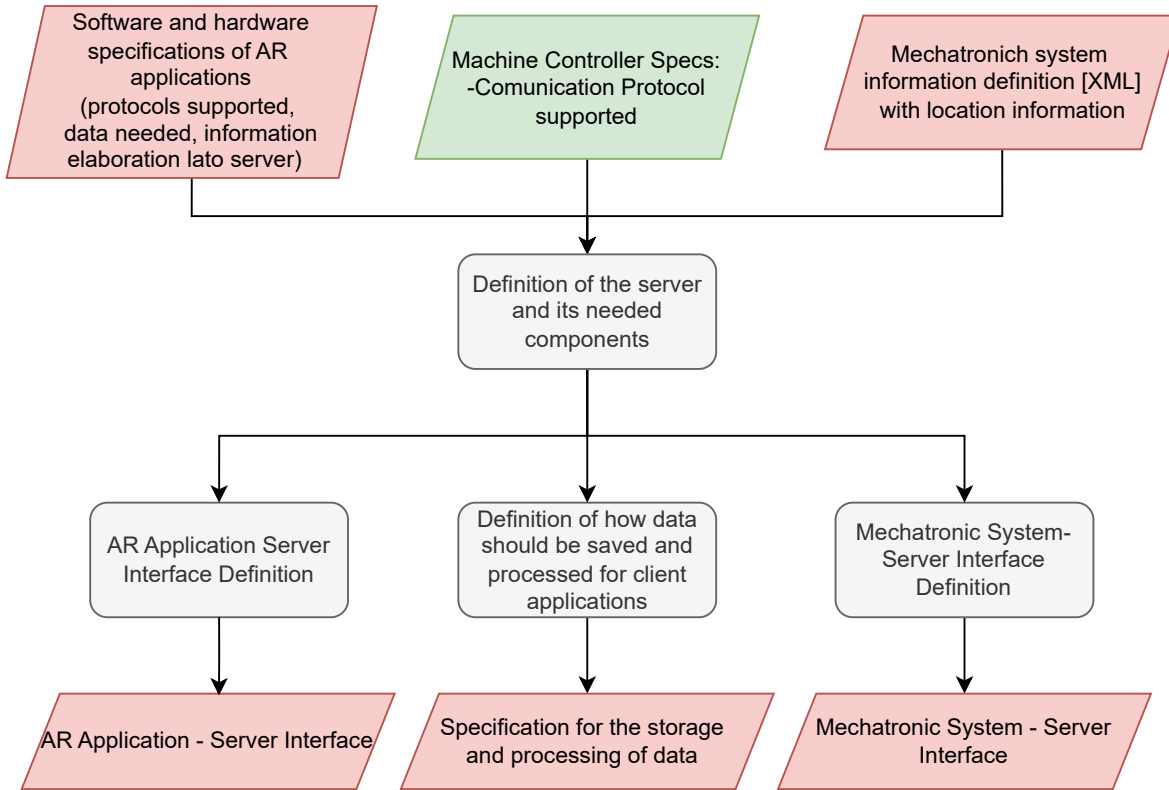 Software and hardware
specifications of AR
applications
(protocols supported,
data needed, information
elaboration lato server)
Machine Controller Specs:
-Comunication Protocol
supported
Mechatronich system
information definition [XML]
with location information
Definition of the server
and its needed
components
AR Application Server
Interface Definition
Definition of how data
should be saved and
processed for client
applications
Mechatronic System-
Server Interface
Definition
AR Application - Server Interface
Specification for the storage
and processing of data
Mechatronic System - Server
Interface